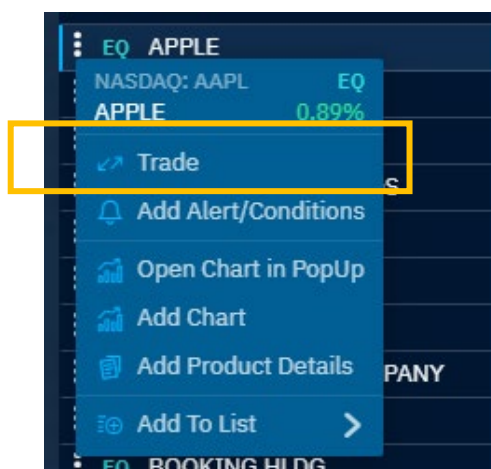 EQ APPLE
NASDAQ: AAPL EQ
APPLE 0.89%
Trade
S
Add Alert/Conditions
Open Chart in PopUp
Add Chart
Add Product Details
PANY
Add To List
EQ BOOKING HLDG